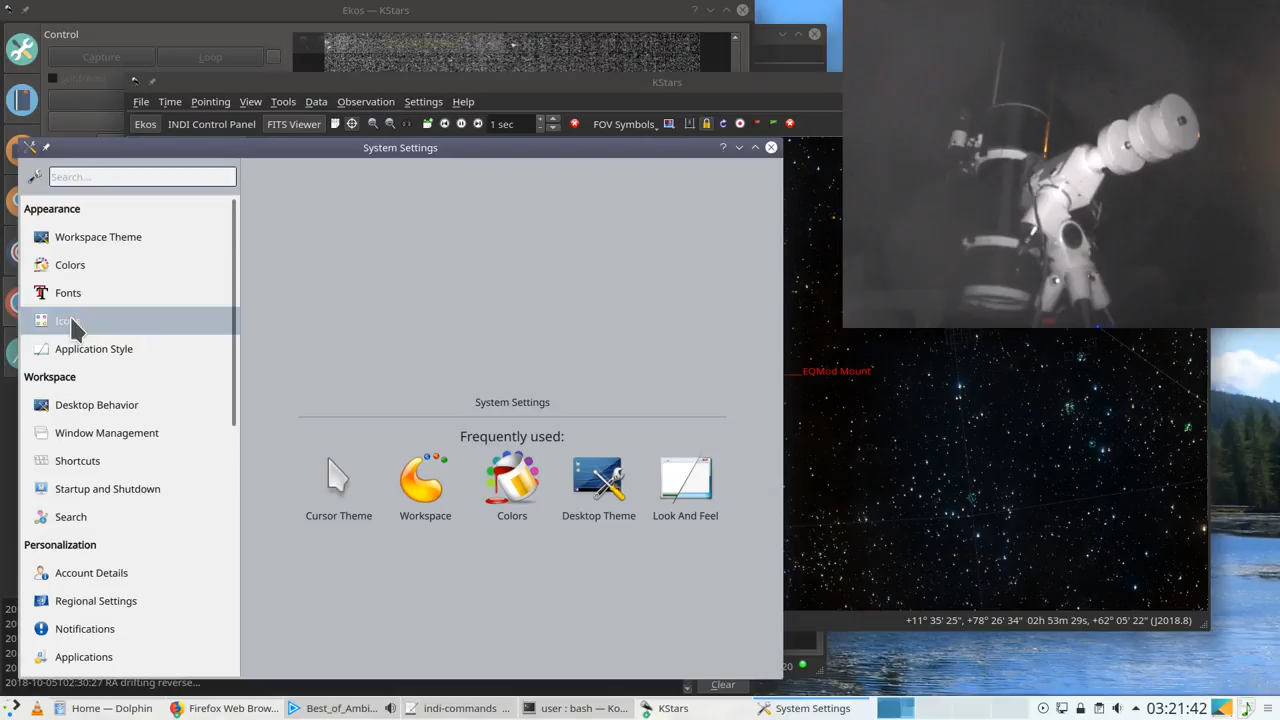 Ekos — KStars
Control
Capture
Loop
KStars
File Time Pointing View Tools Data Observation Settings Help
Ekos INDI Control Panel FITS Viewer 1 sec FOV Symbols
System Settings
Search...
Appearance
Workspace Theme
Colors
Fonts
Application Style
Workspace
Desktop Behavior
Window Management
Shortcuts
Startup and Shutdown
Search
Personalization
Account Details
Regional Settings
Notifications
Applications
System Settings
Frequently used:
Cursor Theme Workspace Colors Desktop Theme Look And Feel
EQMod Mount
+11° 35' 25", +78° 26' 34" 02h 53m 29s, +62° 05' 22" (J2018.8)
20
2018-10-05T02:30:27 RA drifting reverse...
Clear
Home — Dolphin
Firefox Web Brow...
Best_of_Ambi...
indi-commands ...
user : bash — Ko...
KStars
System Settings
03:21:42